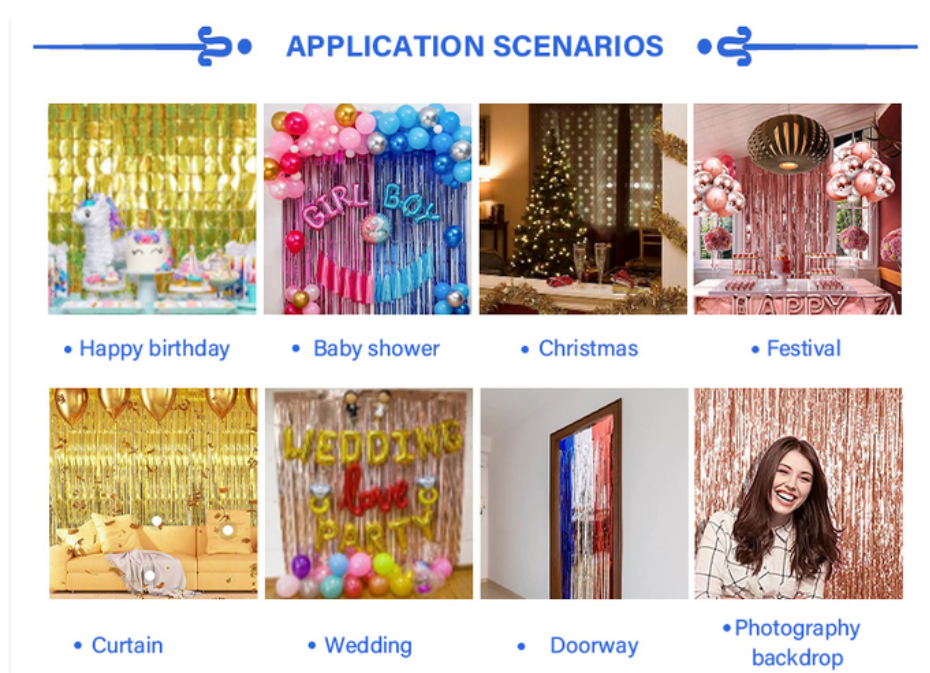 APPLICATION SCENARIOS
GIRL BOY
HAPPY
• Happy birthday
• Baby shower
• Christmas
• Festival
WEDDING
love
PARTY
• Curtain
• Wedding
• Doorway
• Photography
backdrop